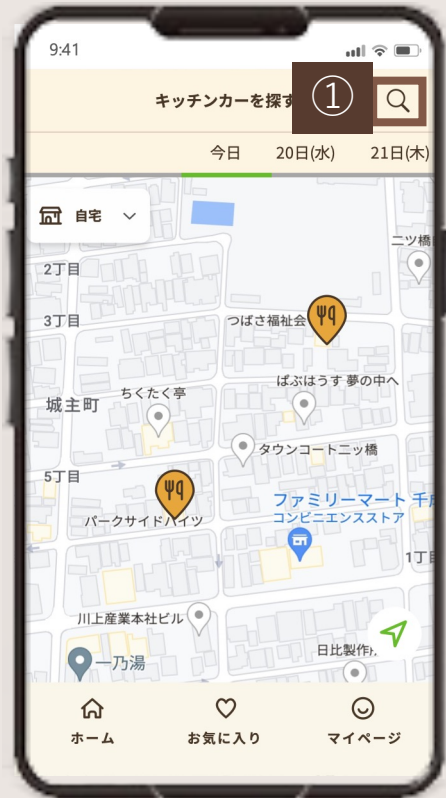 9:41
キッチンカーを探す
①
今日 20日(水) 21日(木)
自宅
二ツ橋
2丁目
3丁目
つばさ福祉会
ぱぶはうす 夢の中へ
ちくたく亭
城主町
タウンコート二ッ橋
5丁目
ファミリーマート 千成
コンビニエンスストア
パークサイドハイツ
1丁目
川上産業本社ビル
日比製作所
一乃湯
ホーム お気に入り マイページ